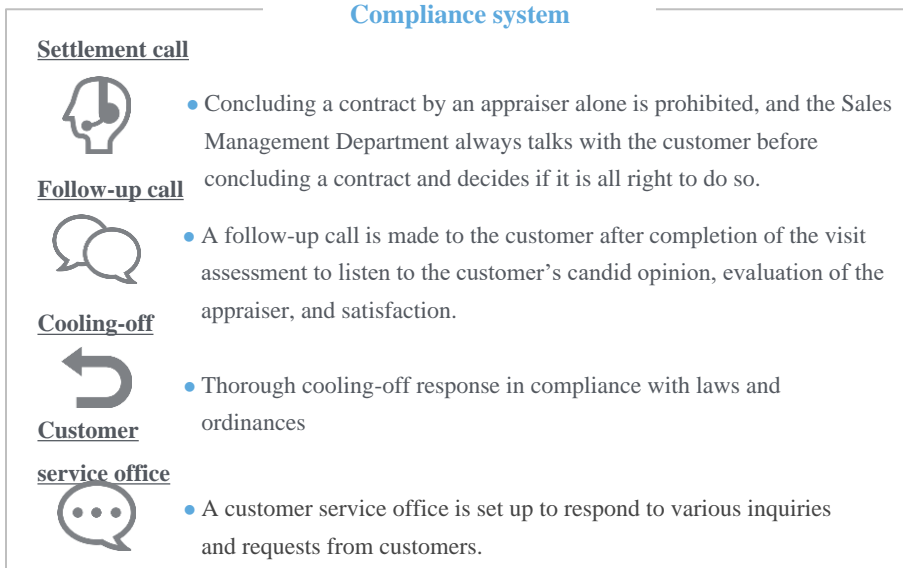 Compliance system
Settlement call
● Concluding a contract by an appraiser alone is prohibited, and the Sales
Management Department always talks with the customer before
concluding a contract and decides if it is all right to do so.
Follow-up call
● A follow-up call is made to the customer after completion of the visit
assessment to listen to the customer’s candid opinion, evaluation of the
appraiser, and satisfaction.
Cooling-off
● Thorough cooling-off response in compliance with laws and
ordinances
Customer
service office
● A customer service office is set up to respond to various inquiries
and requests from customers.